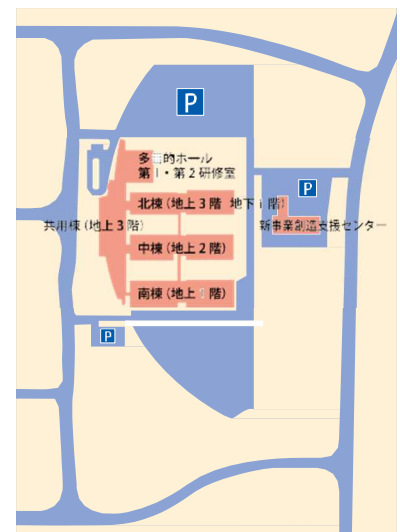 P
多目的ホール
第1・第2研修室
P
北棟(地上3階 地下1階)
共用棟(地上3階)
新事業創造支援センター
中棟(地上2階)
南棟(地上 階)
P